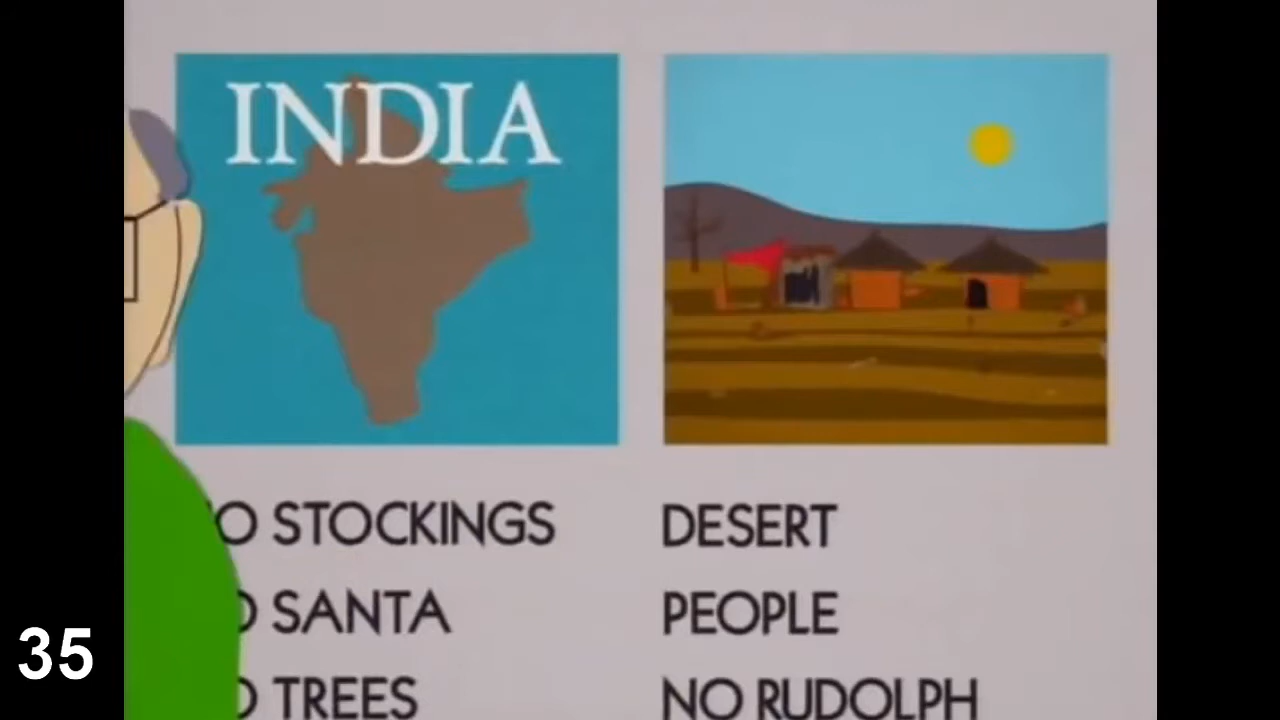 INDIA
O STOCKINGS
DESERT
SANTA
PEOPLE
TREES
NO RUDOLPH
35